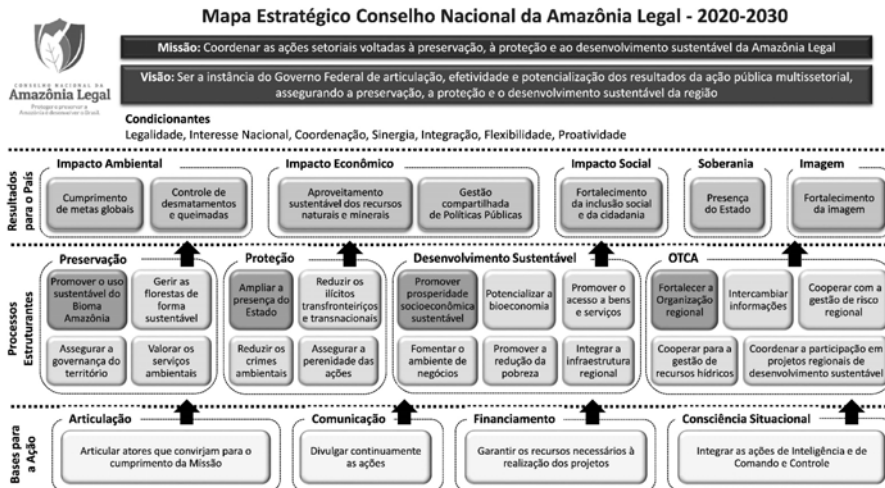 Mapa Estratégico Conselho Nacional da Amazônia Legal - 2020-2030
CONSELHO NACIONAL DA
Amazônia Legal
Proteger e preservar a
Amazônia é desenvolver o Brasil.
Missão: Coordenar as ações setoriais voltadas à preservação, à proteção e ao desenvolvimento sustentável da Amazônia Legal
Visão: Ser a instância do Governo Federal de articulação, efetividade e potencialização dos resultados da ação pública multissetorial,
assegurando a preservação, a proteção e o desenvolvimento sustentável da região
Condicionantes
Legalidade, Interesse Nacional, Coordenação, Sinergia, Integração, Flexibilidade, Proatividade
Resultados
para o País
Impacto Ambiental
Cumprimento
de metas globais
Controle de
desmatamentos
e queimadas
Impacto Econômico
Aproveitamento
sustentável dos recursos
naturais e minerais
Gestão
compartilhada
de Políticas Públicas
Impacto Social
Fortalecimento
da inclusão social
e da cidadania
Soberania
Presença
do Estado
Imagem
Fortalecimento
da imagem
Processos
Estruturantes
Preservação
Promover o uso
sustentável do
Bioma
Amazônia
Gerir as
florestas de
forma
sustentável
Assegurar a
governança do
território
Valorar os
serviços
ambientais
Proteção
Ampliar a
presença do
Estado
Reduzir os
ilícitos
transfronteiriços
e transnacionais
Reduzir os
crimes
ambientais
Assegurar a
perenidade das
ações
Desenvolvimento Sustentável
Promover
prosperidade
socioeconômica
sustentável
Potencializar a
bioeconomia
Promover o
acesso a bens
e serviços
Fomentar o
ambiente de
negócios
Promover a
redução da
pobreza
Integrar a
infraestrutura
regional
OTCA
Fortalecer a
Organização
regional
Intercambiar
informações
Cooperar com a
gestão de risco
regional
Cooperar para a
gestão de
recursos hídricos
Coordenar a participação em
projetos regionais de
desenvolvimento sustentável
Bases para
a Ação
Articulação
Articular atores que convirjam para o
cumprimento da Missão
Comunicação
Divulgar continuamente
as ações
Financiamento
Garantir os recursos necessários à
realização dos projetos
Consciência Situacional
Integrar as ações de Inteligência e de
Comando e Controle